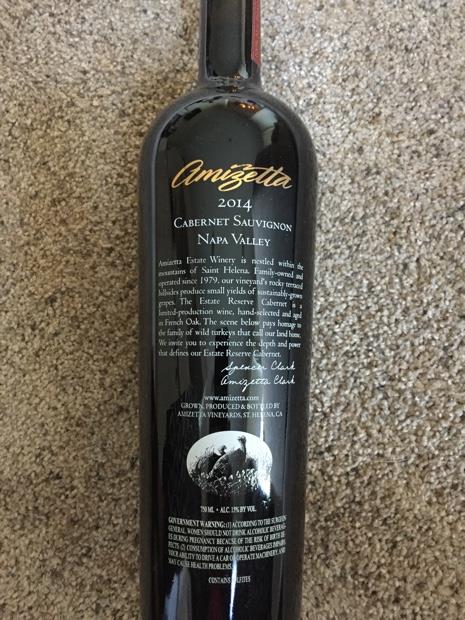 Amizetta
2014
CABERNET SAUVIGNON
NAPA VALLEY
Amizetta Estate Winery is nestled within the
mountains of Saint Helena. Family-owned and
operated since 1979, our vineyard's rocky terraced
hillsides produce small yields of sustainably-grown
grapes. The Estate Reserve Cabernet is a
limited-production wine, hand-selected and aged
in French Oak. The scene below pays homage to
the family of wild turkeys that call our land home.
We invite you to experience the depth and power
that defines our Estate Reserve Cabernet.
Spencer Clark
Amizetta Clark
www.amizetta.com
GROWN, PRODUCED & BOTTLED BY
AMIZETTA VINEYARDS, ST. HELENA, CA
750 ML • ALC. 15% BY VOL.
GOVERNMENT WARNING: (1) ACCORDING TO THE SURGEON
GENERAL, WOMEN SHOULD NOT DRINK ALCOHOLIC BEVERAG-
ES DURING PREGNANCY BECAUSE OF THE RISK OF BIRTH DE-
FECTS. (2) CONSUMPTION OF ALCOHOLIC BEVERAGES IMPAIRS
YOUR ABILITY TO DRIVE A CAR OR OPERATE MACHINERY, AND
MAY CAUSE HEALTH PROBLEMS.
CONTAINS SULFITES